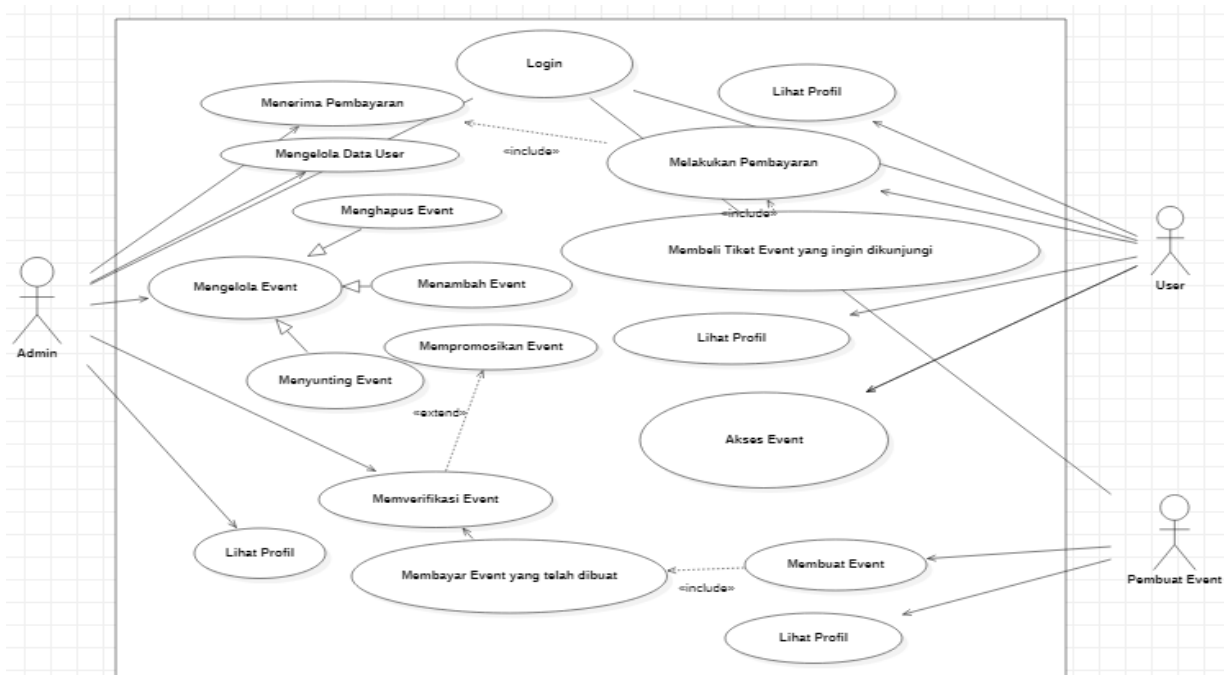 Login
Lihat Profil
Menerima Pembayaran
Mengelola Data User
«include»
Melakukan Pembayaran
Menghapus Event
«include»
Membeli Tiket Event yang ingin dikunjungi
Mengelola Event
Menambah Event
User
Admin
Mempromosikan Event
Lihat Profil
Menyunting Event
«extend»
Akses Event
Memverifikasi Event
Lihat Profil
Membayar Event yang telah dibuat
«include»
Membuat Event
Pembuat Event
Lihat Profil